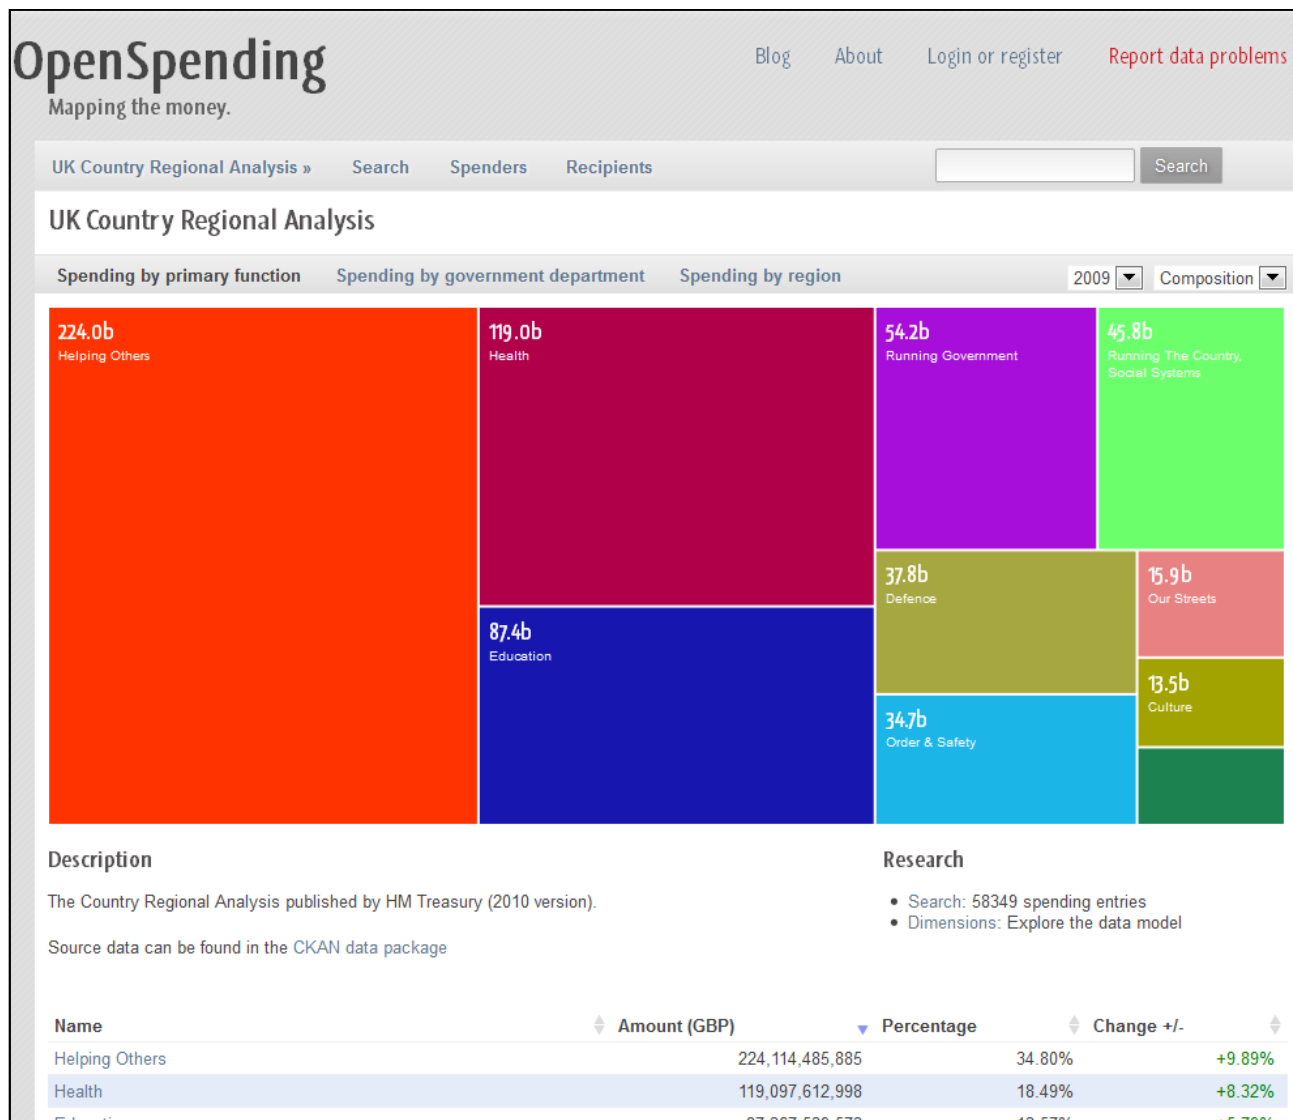 OpenSpending
Mapping the money.
Blog About Login or register Report data problems
UK Country Regional Analysis » Search Spenders Recipients Search
UK Country Regional Analysis
Spending by primary function Spending by government department Spending by region 2009 Composition
224.0b
Helping Others
119.0b
Health
87.4b
Education
54.2b
Running Government
45.8b
Running The Country,
Social Systems
37.8b
Defence
15.9b
Our Streets
13.5b
Culture
34.7b
Order & Safety
Description
The Country Regional Analysis published by HM Treasury (2010 version).
Source data can be found in the CKAN data package
Research
• Search: 58349 spending entries
• Dimensions: Explore the data model
Name Amount (GBP) Percentage Change +/-
Helping Others 224,114,485,885 34.80% +9.89%
Health 119,097,612,998 18.49% +8.32%